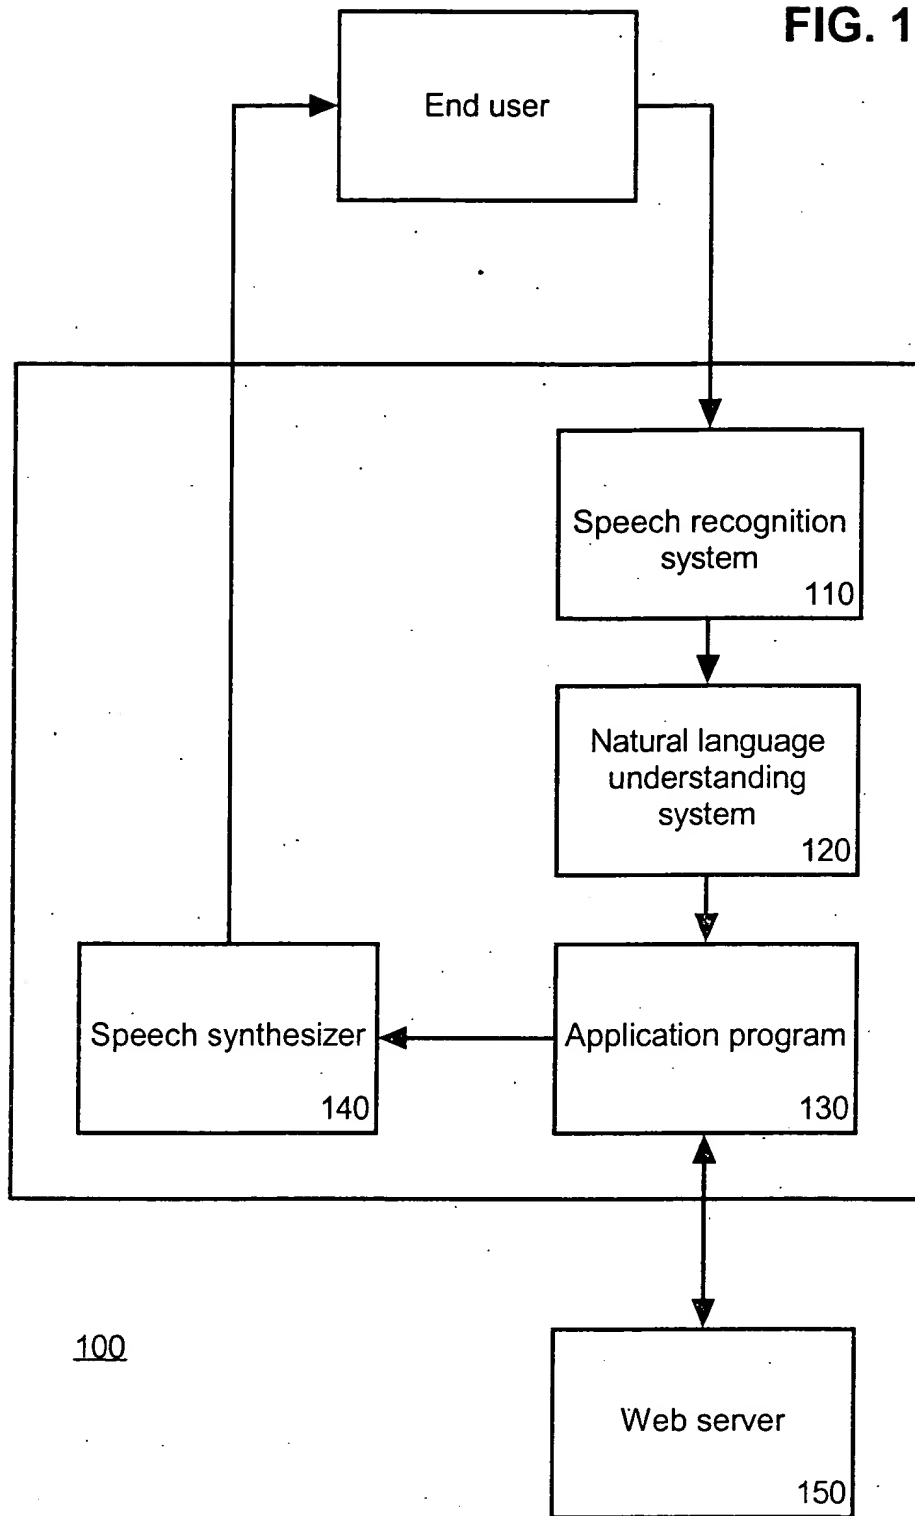 FIG. 1
End user
Speech recognition
system
110
Natural language
understanding
system
120
Speech synthesizer
140
Application program
130
100
Web server
150